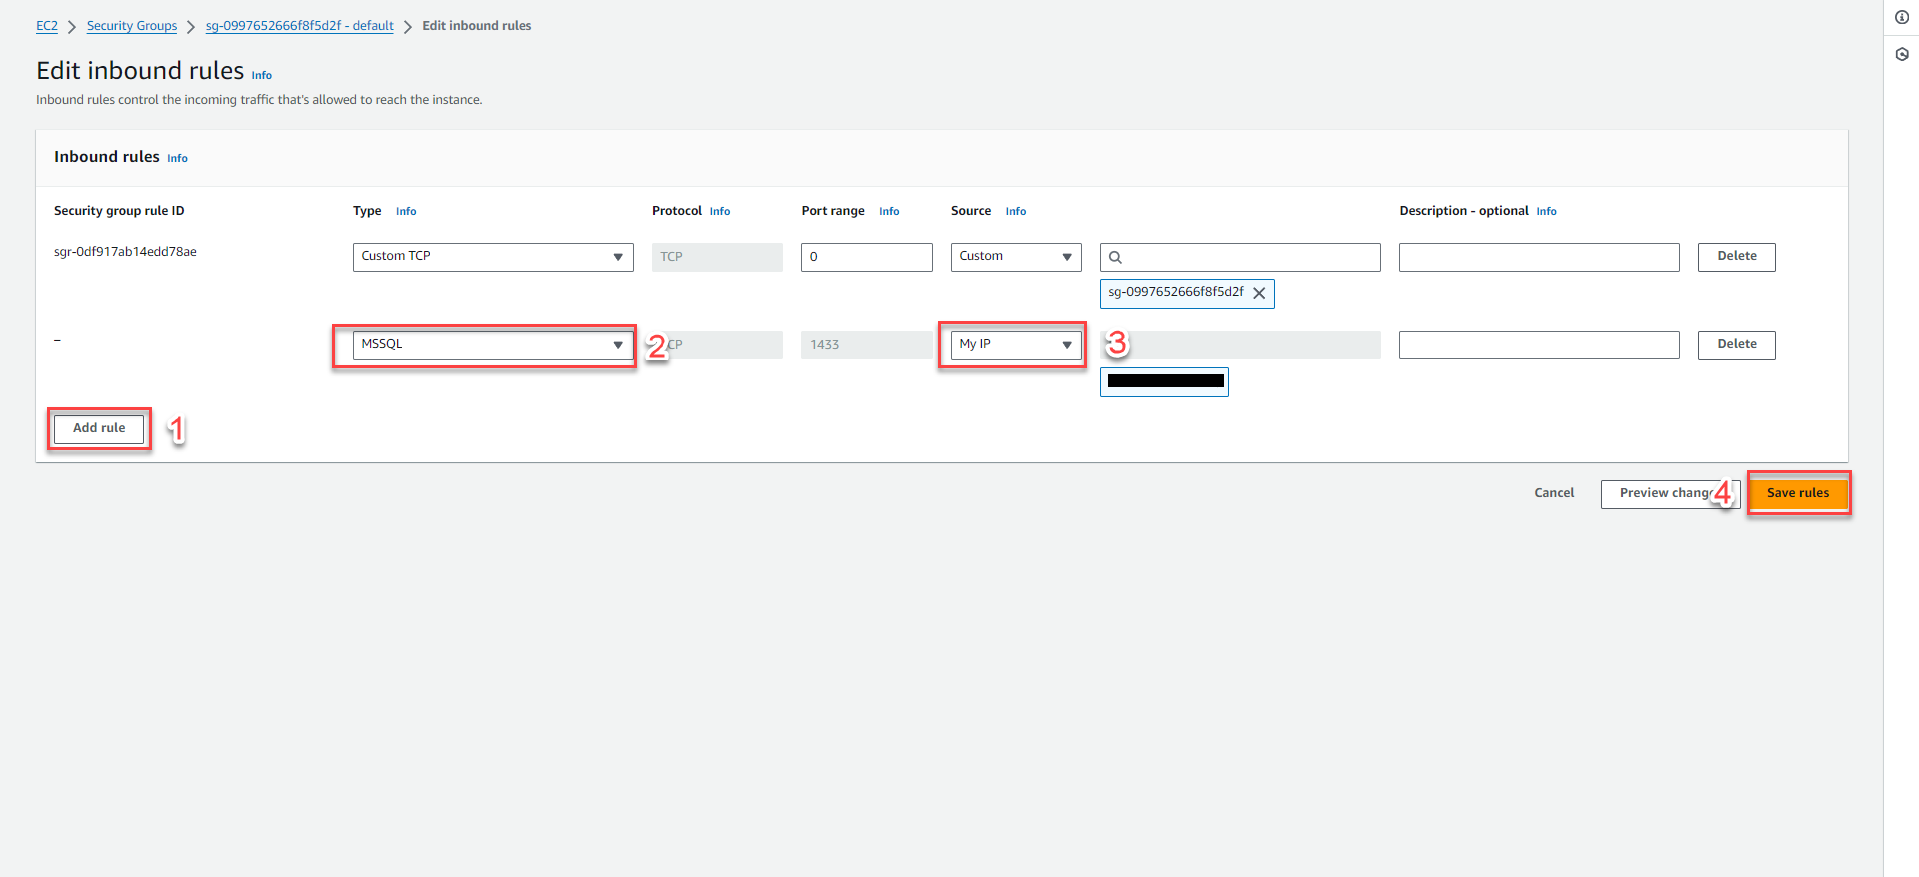 EC2 > Security Groups > sg-0997652666f8f5d2f - default > Edit inbound rules
Edit inbound rules Info
Inbound rules control the incoming traffic that's allowed to reach the instance.
Inbound rules Info
Security group rule ID Type Info Protocol Info Port range Info Source Info Description - optional Info
sgr-0df917ab14edd78ae Custom TCP TCP 0 Custom Delete
sg-0997652666f8f5d2f
– MSSQL 2 CP 1433 My IP 3 Delete
Add rule 1
Cancel Preview chang 4 Save rules